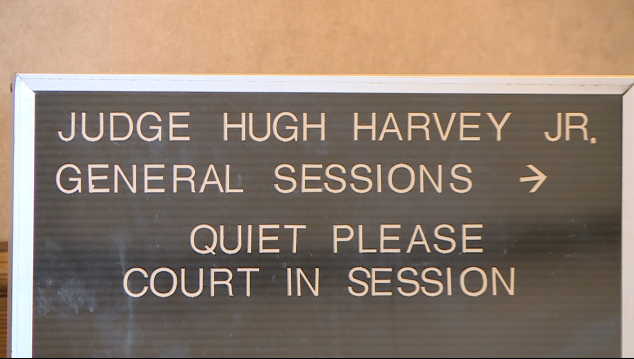 JUDGE HUGH HARVEY JR.
GENERAL SESSIONS →
QUIET PLEASE
COURT IN SESSION